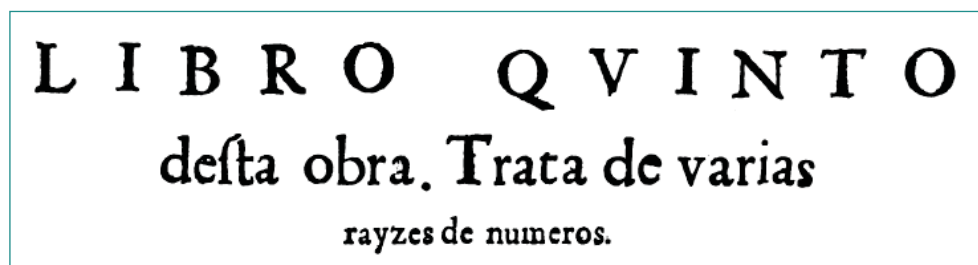 LIBRO QVINTO
deſta obra. Trata de varias
rayzes de numeros.